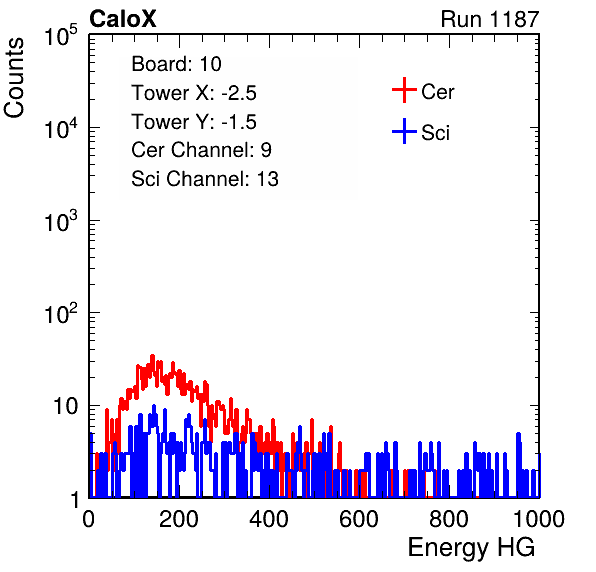 CaloX Run 1187
Counts
10^5
10^4
10^3
10^2
10
1
Board: 10
Tower X: -2.5
Tower Y: -1.5
Cer Channel: 9
Sci Channel: 13
Cer
Sci
0 200 400 600 800 1000
Energy HG